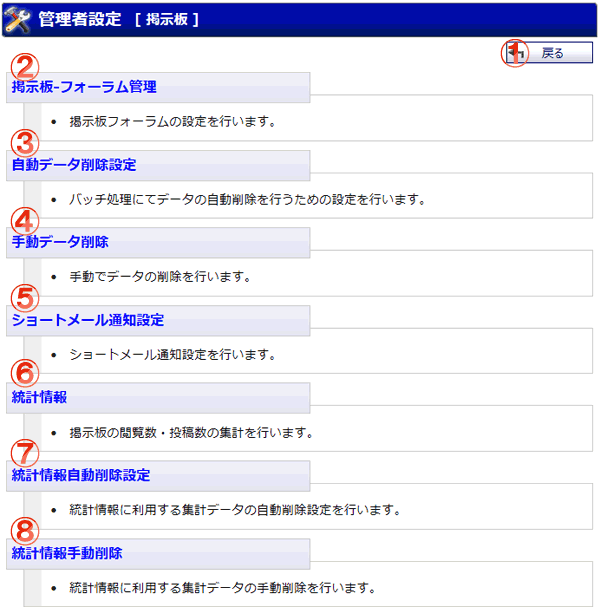 管理者設定 [ 掲示板 ]
① 戻る
②
掲示板-フォーラム管理
• 掲示板フォーラムの設定を行います。
③
自動データ削除設定
• バッチ処理にてデータの自動削除を行うための設定を行います。
④
手動データ削除
• 手動でデータの削除を行います。
⑤
ショートメール通知設定
• ショートメール通知設定を行います。
⑥
統計情報
• 掲示板の閲覧数・投稿数の集計を行います。
⑦
統計情報自動削除設定
• 統計情報に利用する集計データの自動削除設定を行います。
⑧
統計情報手動削除
• 統計情報に利用する集計データの手動削除を行います。